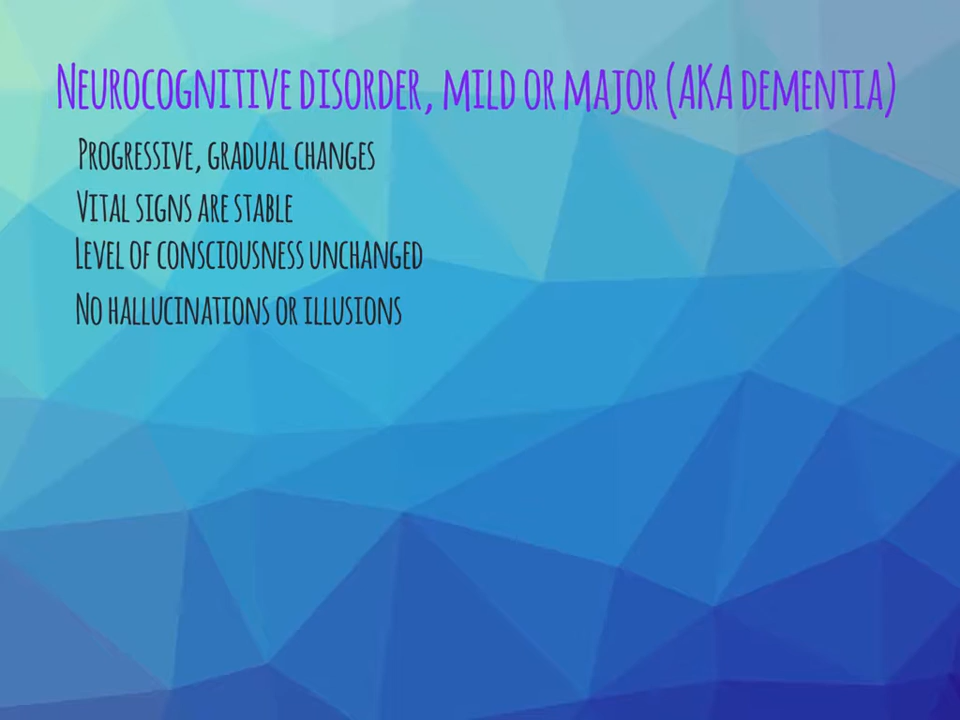 Neurocognitive disorder, mild or major (AKA dementia)
Progressive, gradual changes
Vital signs are stable
Level of consciousness unchanged
No hallucinations or illusions